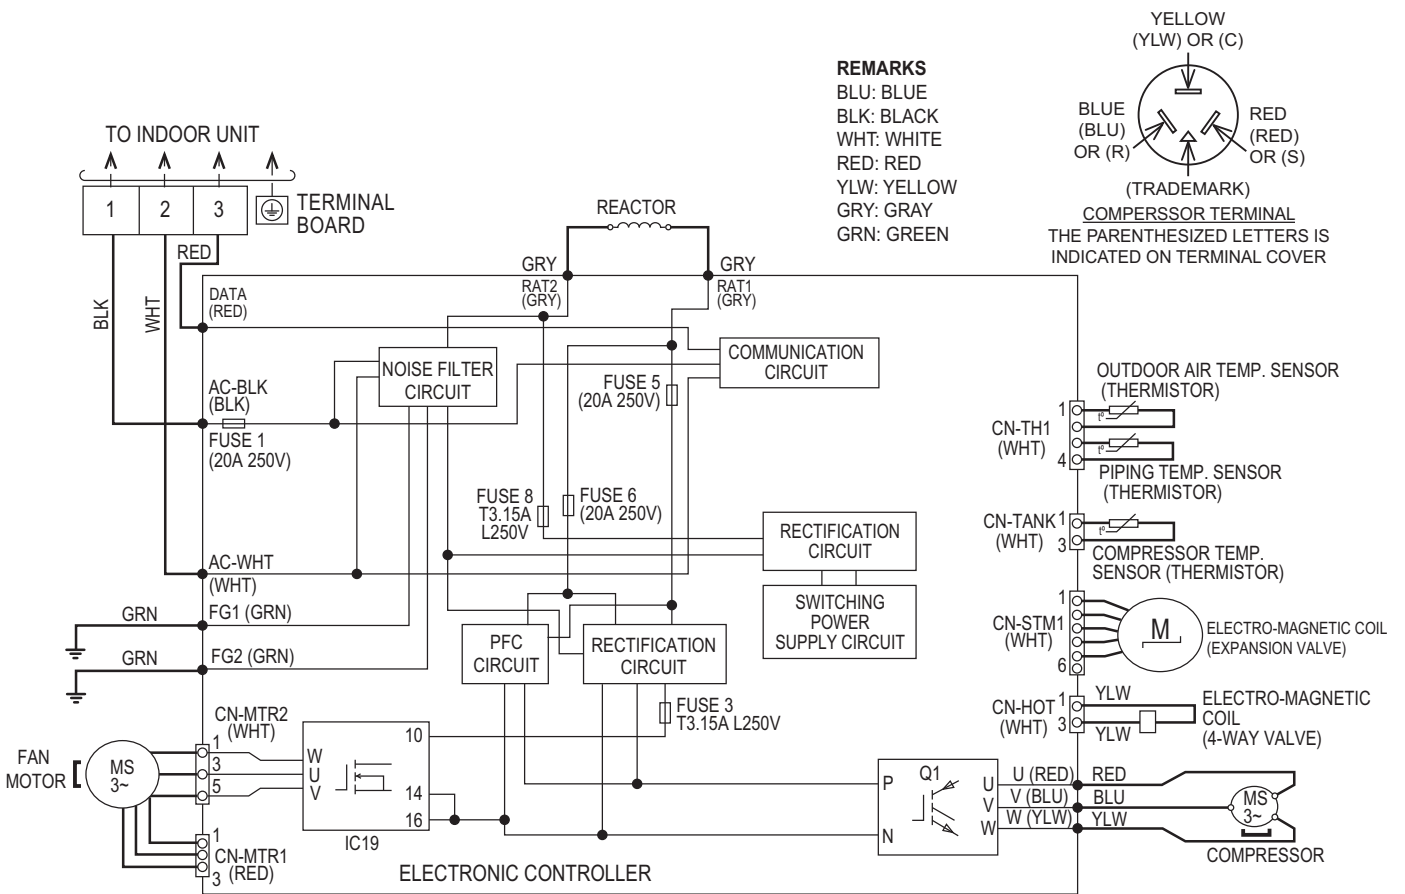 YELLOW
(YLW) OR (C)
REMARKS
BLU: BLUE
BLK: BLACK
WHT: WHITE
RED: RED
YLW: YELLOW
GRY: GRAY
GRN: GREEN
BLUE
(BLU)
OR (R)
RED
(RED)
OR (S)
(TRADEMARK)
COMPERSSOR TERMINAL
THE PARENTHESIZED LETTERS IS
INDICATED ON TERMINAL COVER
TO INDOOR UNIT
1
2
3
TERMINAL
BOARD
RED
BLK
WHT
REACTOR
GRY
GRY
RAT2
(GRY)
RAT1
(GRY)
DATA
(RED)
NOISE FILTER
CIRCUIT
COMMUNICATION
CIRCUIT
AC-BLK
(BLK)
FUSE 1
(20A 250V)
FUSE 5
(20A 250V)
FUSE 8
T3.15A
L250V
FUSE 6
(20A 250V)
RECTIFICATION
CIRCUIT
SWITCHING
POWER
SUPPLY CIRCUIT
AC-WHT
(WHT)
GRN
FG1 (GRN)
GRN
FG2 (GRN)
PFC
CIRCUIT
RECTIFICATION
CIRCUIT
FUSE 3
T3.15A L250V
OUTDOOR AIR TEMP. SENSOR
(THERMISTOR)
CN-TH1
(WHT)
1
4
t°
t°
PIPING TEMP. SENSOR
(THERMISTOR)
CN-TANK
(WHT)
1
3
t°
COMPRESSOR TEMP.
SENSOR (THERMISTOR)
CN-STM1
(WHT)
1
6
M
ELECTRO-MAGNETIC COIL
(EXPANSION VALVE)
CN-HOT
(WHT)
1
3
YLW
YLW
ELECTRO-MAGNETIC
COIL
(4-WAY VALVE)
CN-MTR2
(WHT)
1
3
5
FAN
MOTOR
MS
3~
W
U
V
10
14
16
IC19
1
CN-MTR1
(RED)
3
ELECTRONIC CONTROLLER
Q1
P
N
U
V
W
U (RED)
V (BLU)
W (YLW)
RED
BLU
YLW
MS
3~
COMPRESSOR